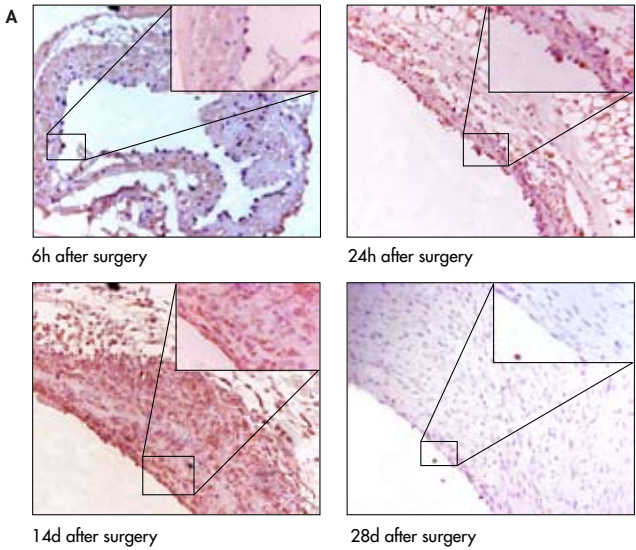 A
6h after surgery
24h after surgery
14d after surgery
28d after surgery